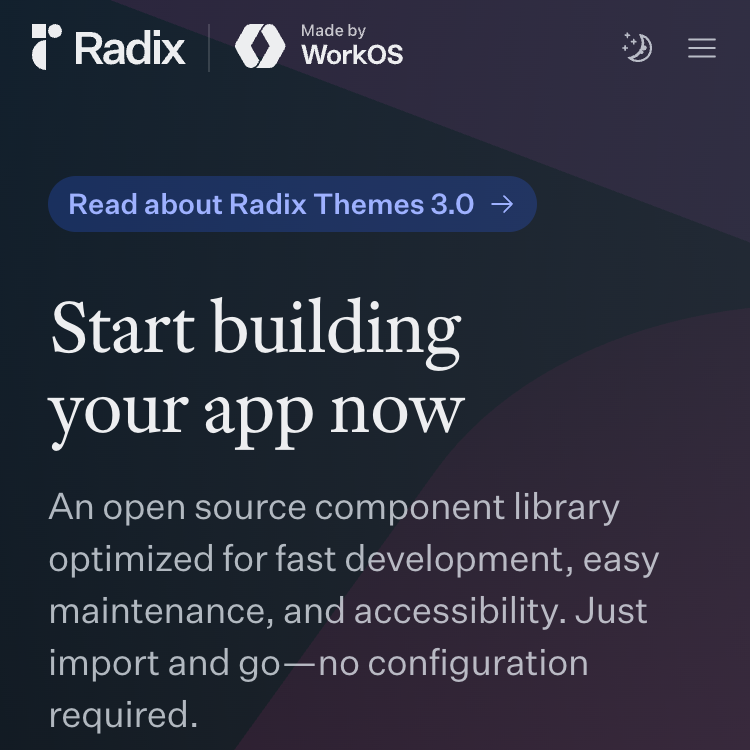 Radix
Made by
WorkOS
Read about Radix Themes 3.0 →
Start building
your app now
An open source component library
optimized for fast development, easy
maintenance, and accessibility. Just
import and go—no configuration
required.